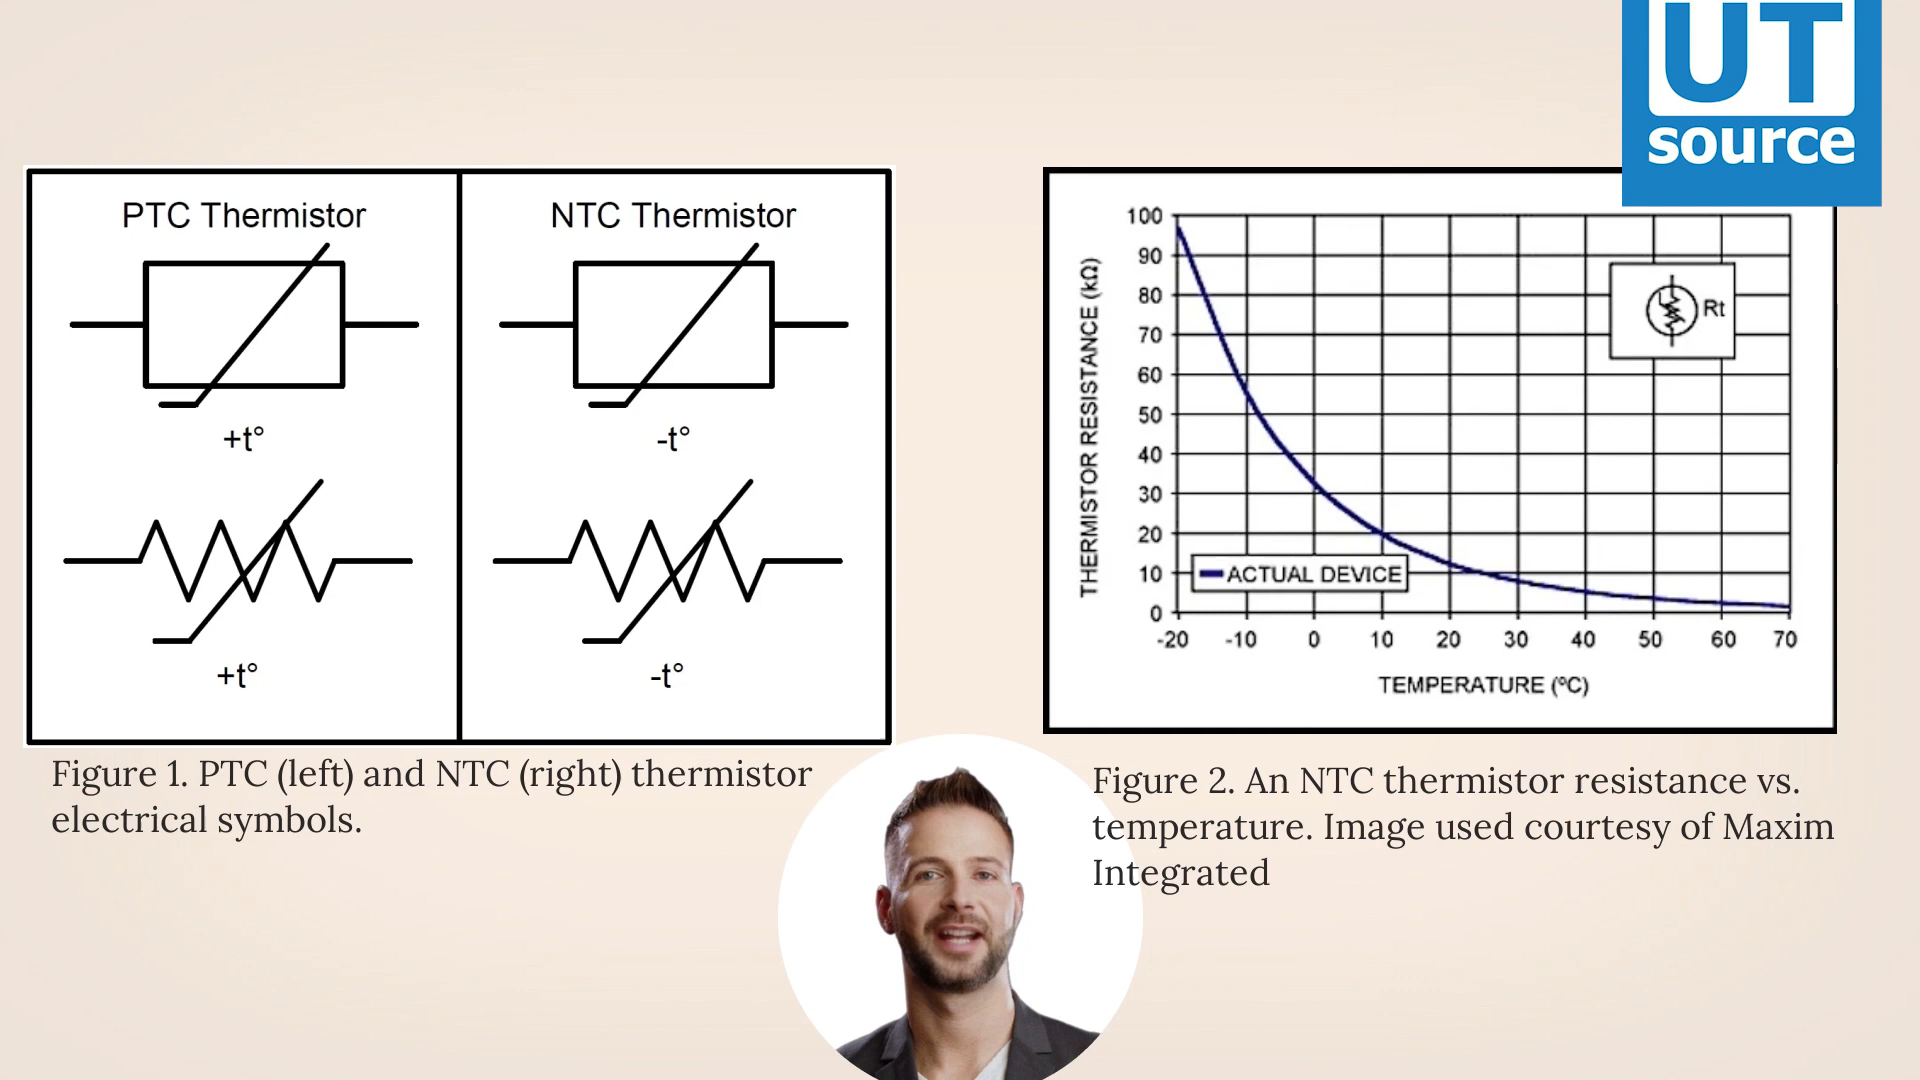 UT
source
PTC Thermistor
NTC Thermistor
+t°
-t°
+t°
-t°
Figure 1. PTC (left) and NTC (right) thermistor
electrical symbols.
THERMISTOR RESISTANCE (kΩ)
100
90
80
70
60
50
40
30
20
10
0
Rt
ACTUAL DEVICE
-20 -10 0 10 20 30 40 50 60 70
TEMPERATURE (ºC)
Figure 2. An NTC thermistor resistance vs.
temperature. Image used courtesy of Maxim
Integrated